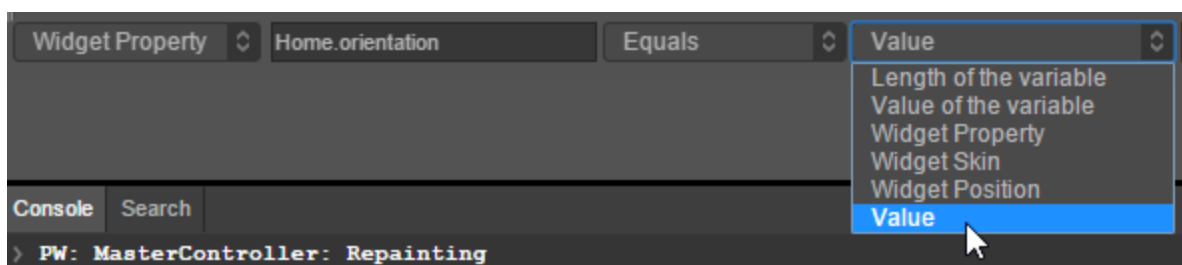 Widget Property Home.orientation Equals Value
Length of the variable
Value of the variable
Widget Property
Widget Skin
Widget Position
Value
Console Search
> PW: MasterController: Repainting